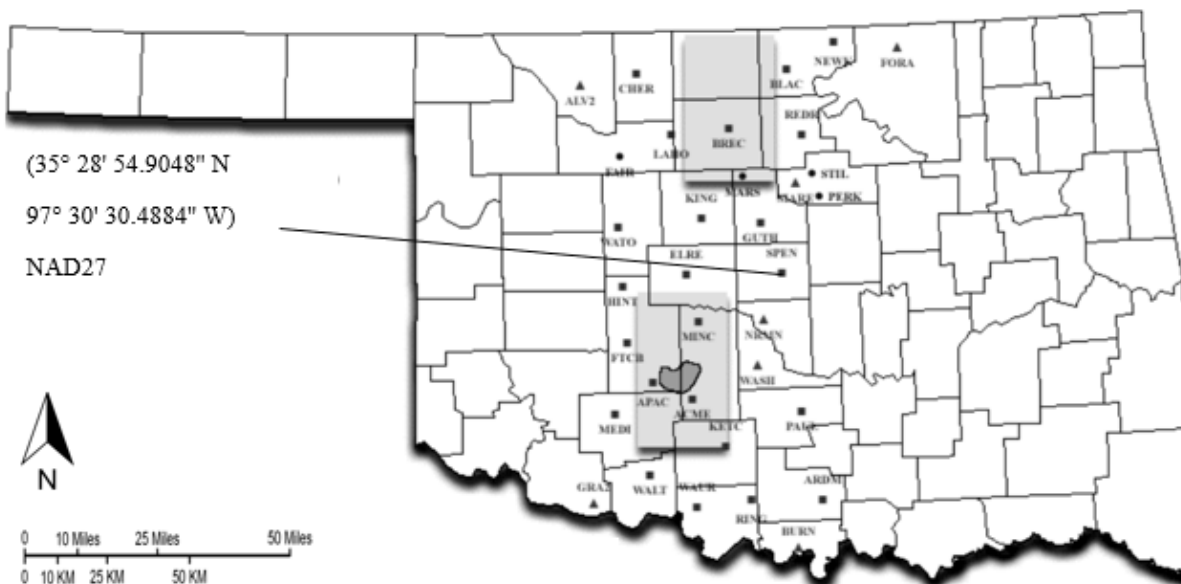 NEWK
FORA
BLAC
CHER
ALV2
REDR
LAHO
BREC
(35° 28' 54.9048" N
FAIR
STIL
MARS
MARE
PERK
KING
97° 30' 30.4884" W)
GUTH
WATO
SPEN
ELRE
NAD27
HINT
MINC
NRMN
FTCB
WASH
APAC
ACME
MEDI
KETC
PAUL
N
GRA2
WALT
WAUR
ARDM
RING
BURN
0 10 Miles 25 Miles 50 Miles
0 10 KM 25 KM 50 KM